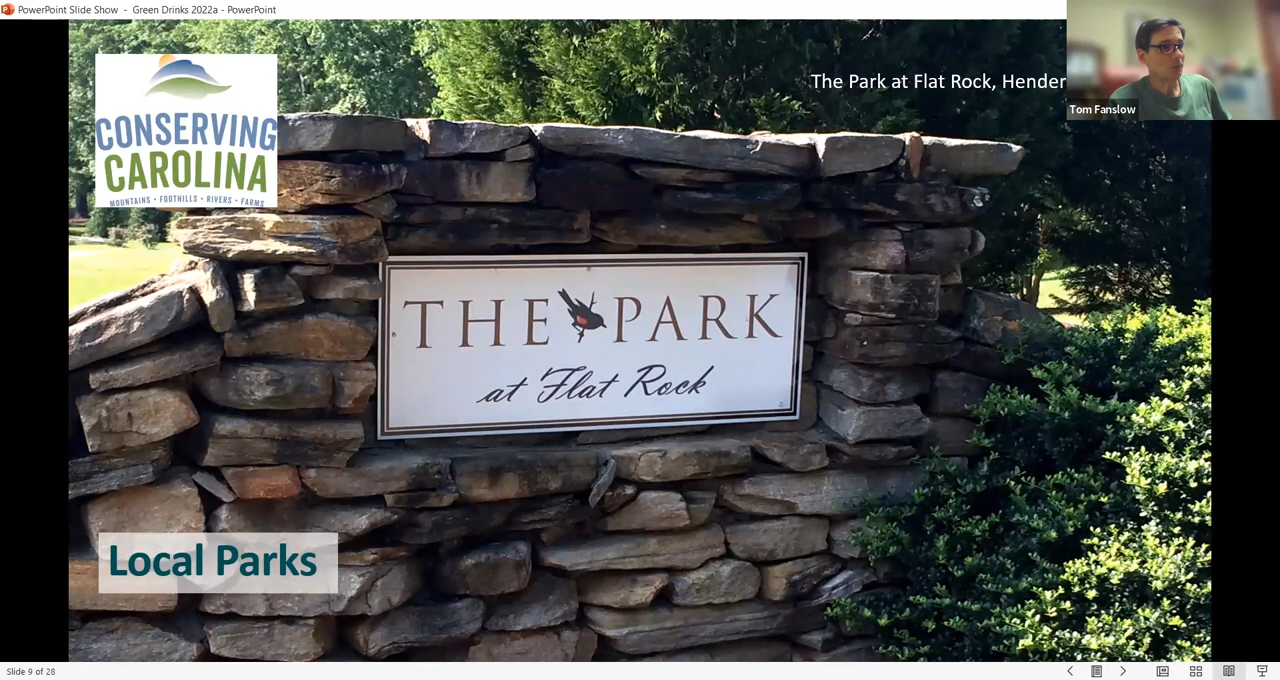 PowerPoint Slide Show - Green Drinks 2022a - PowerPoint
The Park at Flat Rock, Hender
Tom Fanslow
CONSERVING
CAROLINA
MOUNTAINS • FOOTHILLS • RIVERS • FARMS
THE PARK
at Flat Rock
Local Parks
Slide 9 of 28